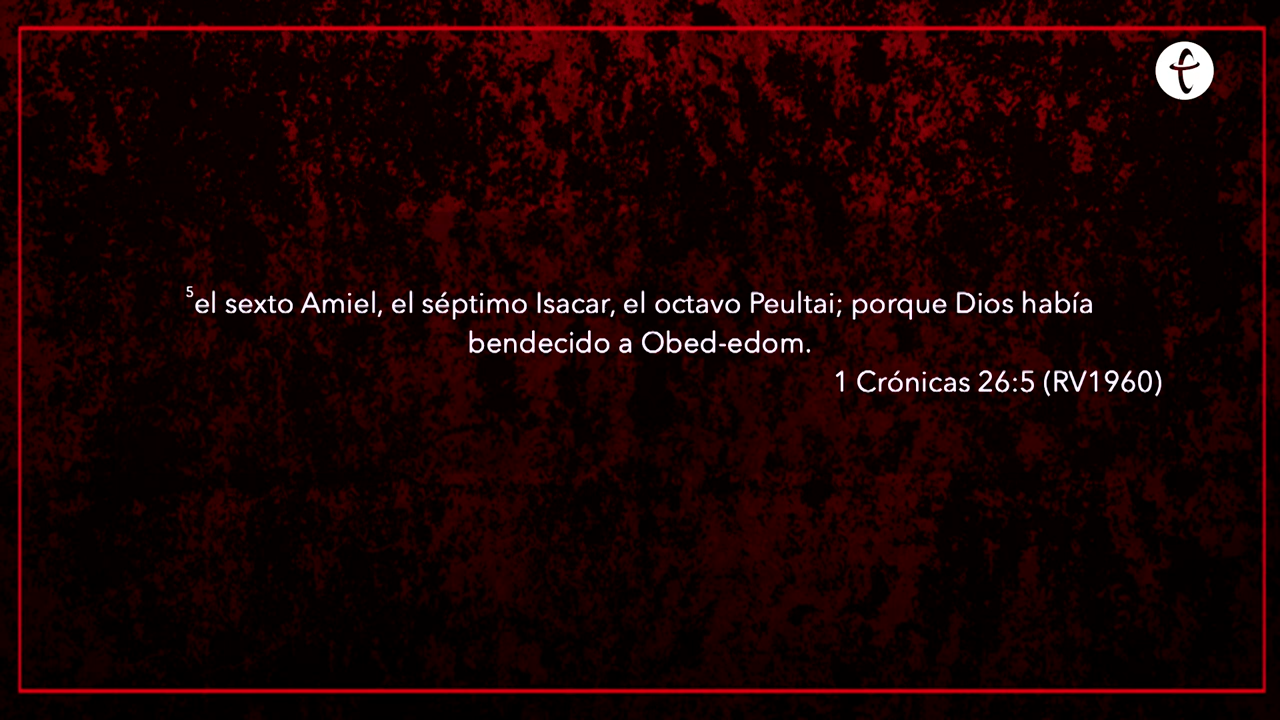 ⁵el sexto Amiel, el séptimo Isacar, el octavo Peultai; porque Dios había
bendecido a Obed-edom.
1 Crónicas 26:5 (RV1960)